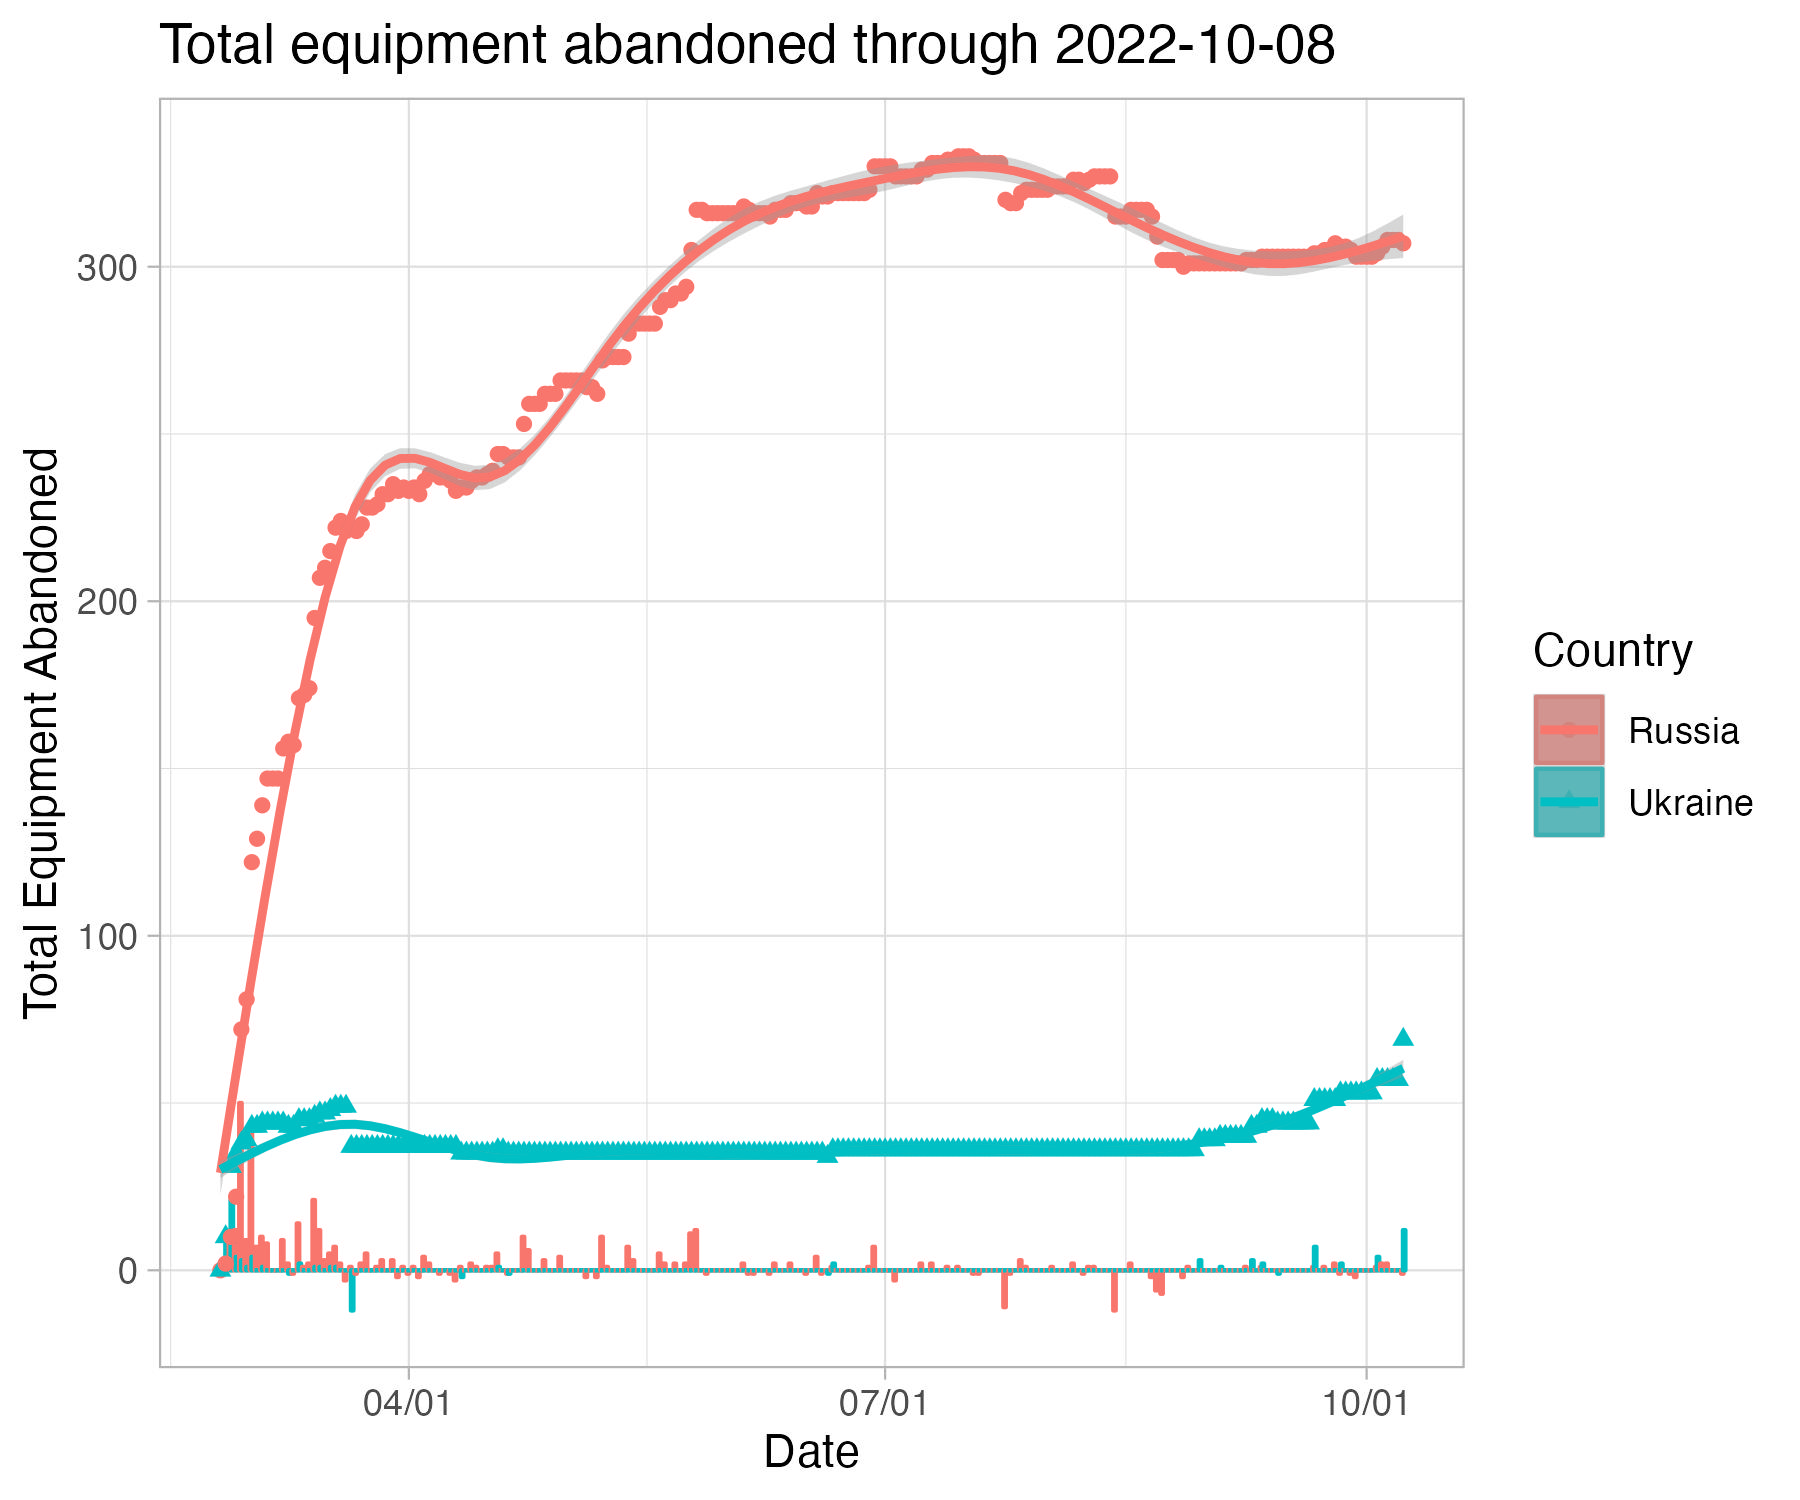 Total equipment abandoned through 2022-10-08
Total Equipment Abandoned
300
200
100
0
04/01
07/01
10/01
Date
Country
Russia
Ukraine